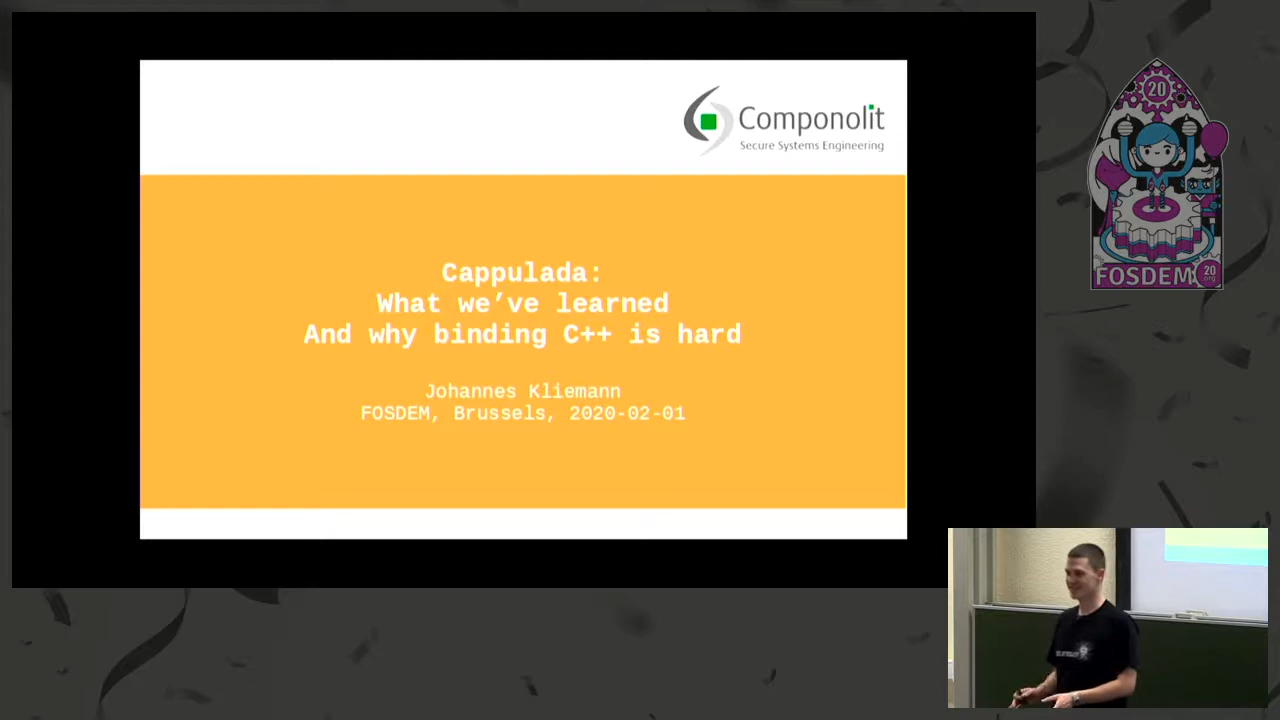 Componolit
Secure Systems Engineering
Cappulada:
What we’ve learned
And why binding C++ is hard
Johannes Kliemann
FOSDEM, Brussels, 2020-02-01
20
FOSDEM
20
.org